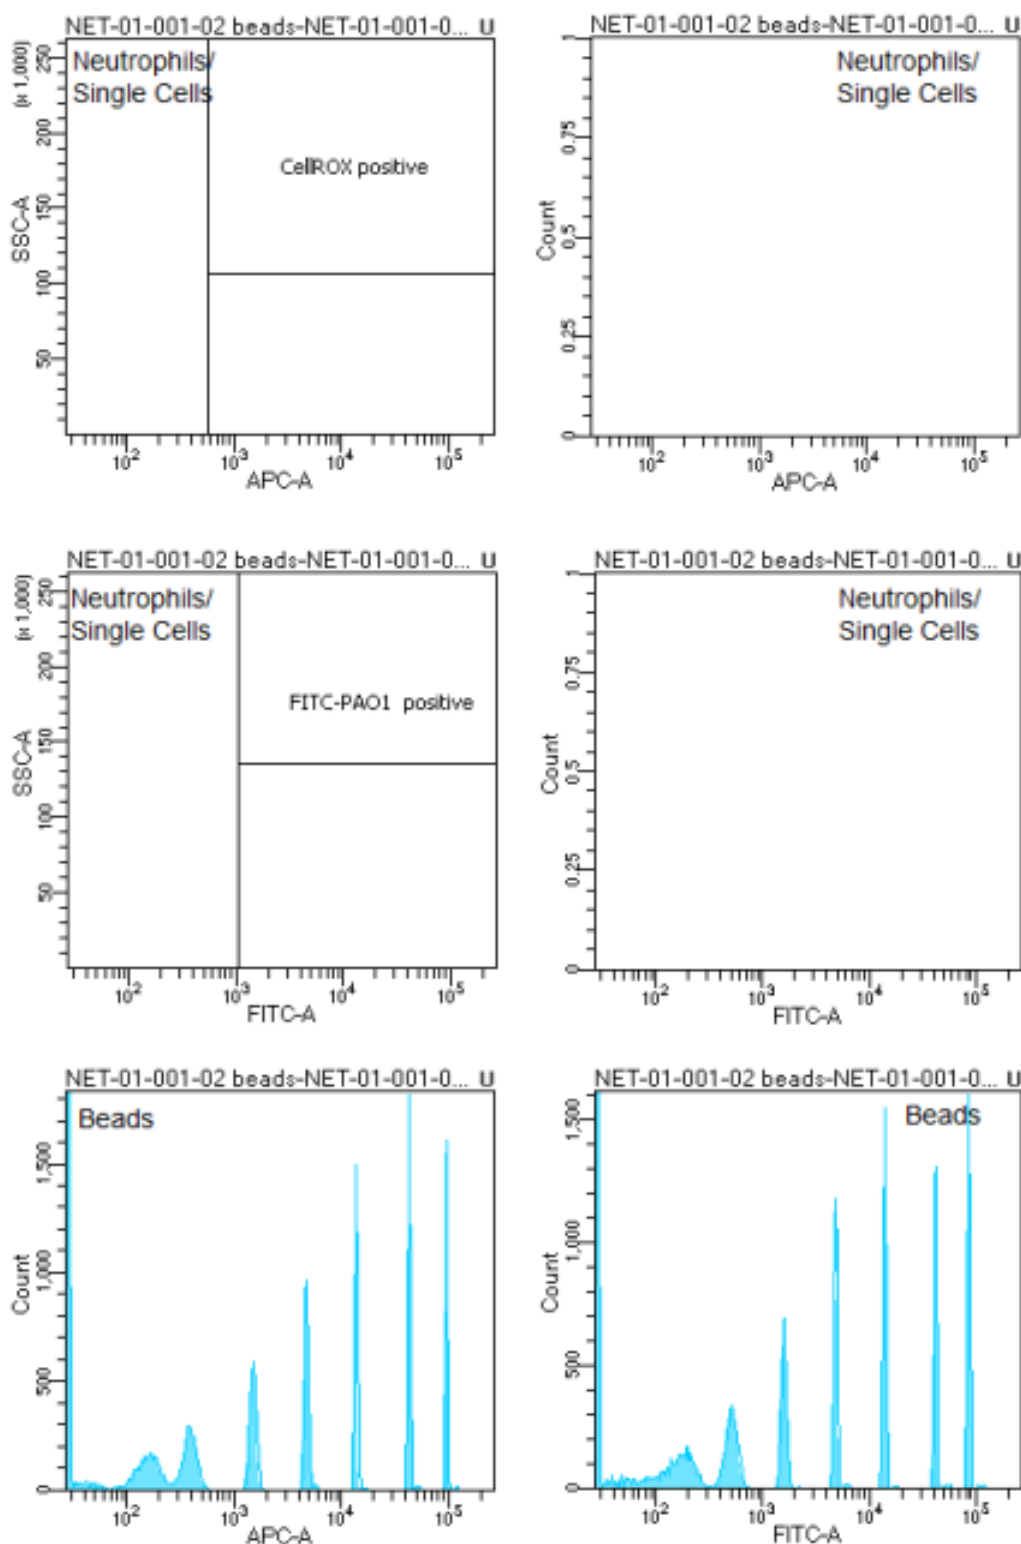 NET-01-001-02 beads-NET-01-001-0... U
(x 1,000)
Neutrophils/
Single Cells
CellROX positive
250
200
150
100
50
SSC-A
10² 10³ 10⁴ 10⁵
APC-A
NET-01-001-02 beads-NET-01-001-0... U
Neutrophils/
Single Cells
1
0.75
0.5
0.25
0
Count
10² 10³ 10⁴ 10⁵
APC-A
NET-01-001-02 beads-NET-01-001-0... U
(x 1,000)
Neutrophils/
Single Cells
FITC-PAO1 positive
250
200
150
100
50
SSC-A
10² 10³ 10⁴ 10⁵
FITC-A
NET-01-001-02 beads-NET-01-001-0... U
Neutrophils/
Single Cells
1
0.75
0.5
0.25
0
Count
10² 10³ 10⁴ 10⁵
FITC-A
NET-01-001-02 beads-NET-01-001-0... U
Beads
1,500
1,000
500
0
Count
10² 10³ 10⁴ 10⁵
APC-A
NET-01-001-02 beads-NET-01-001-0... U
Beads
1,500
1,000
500
0
Count
10² 10³ 10⁴ 10⁵
FITC-A